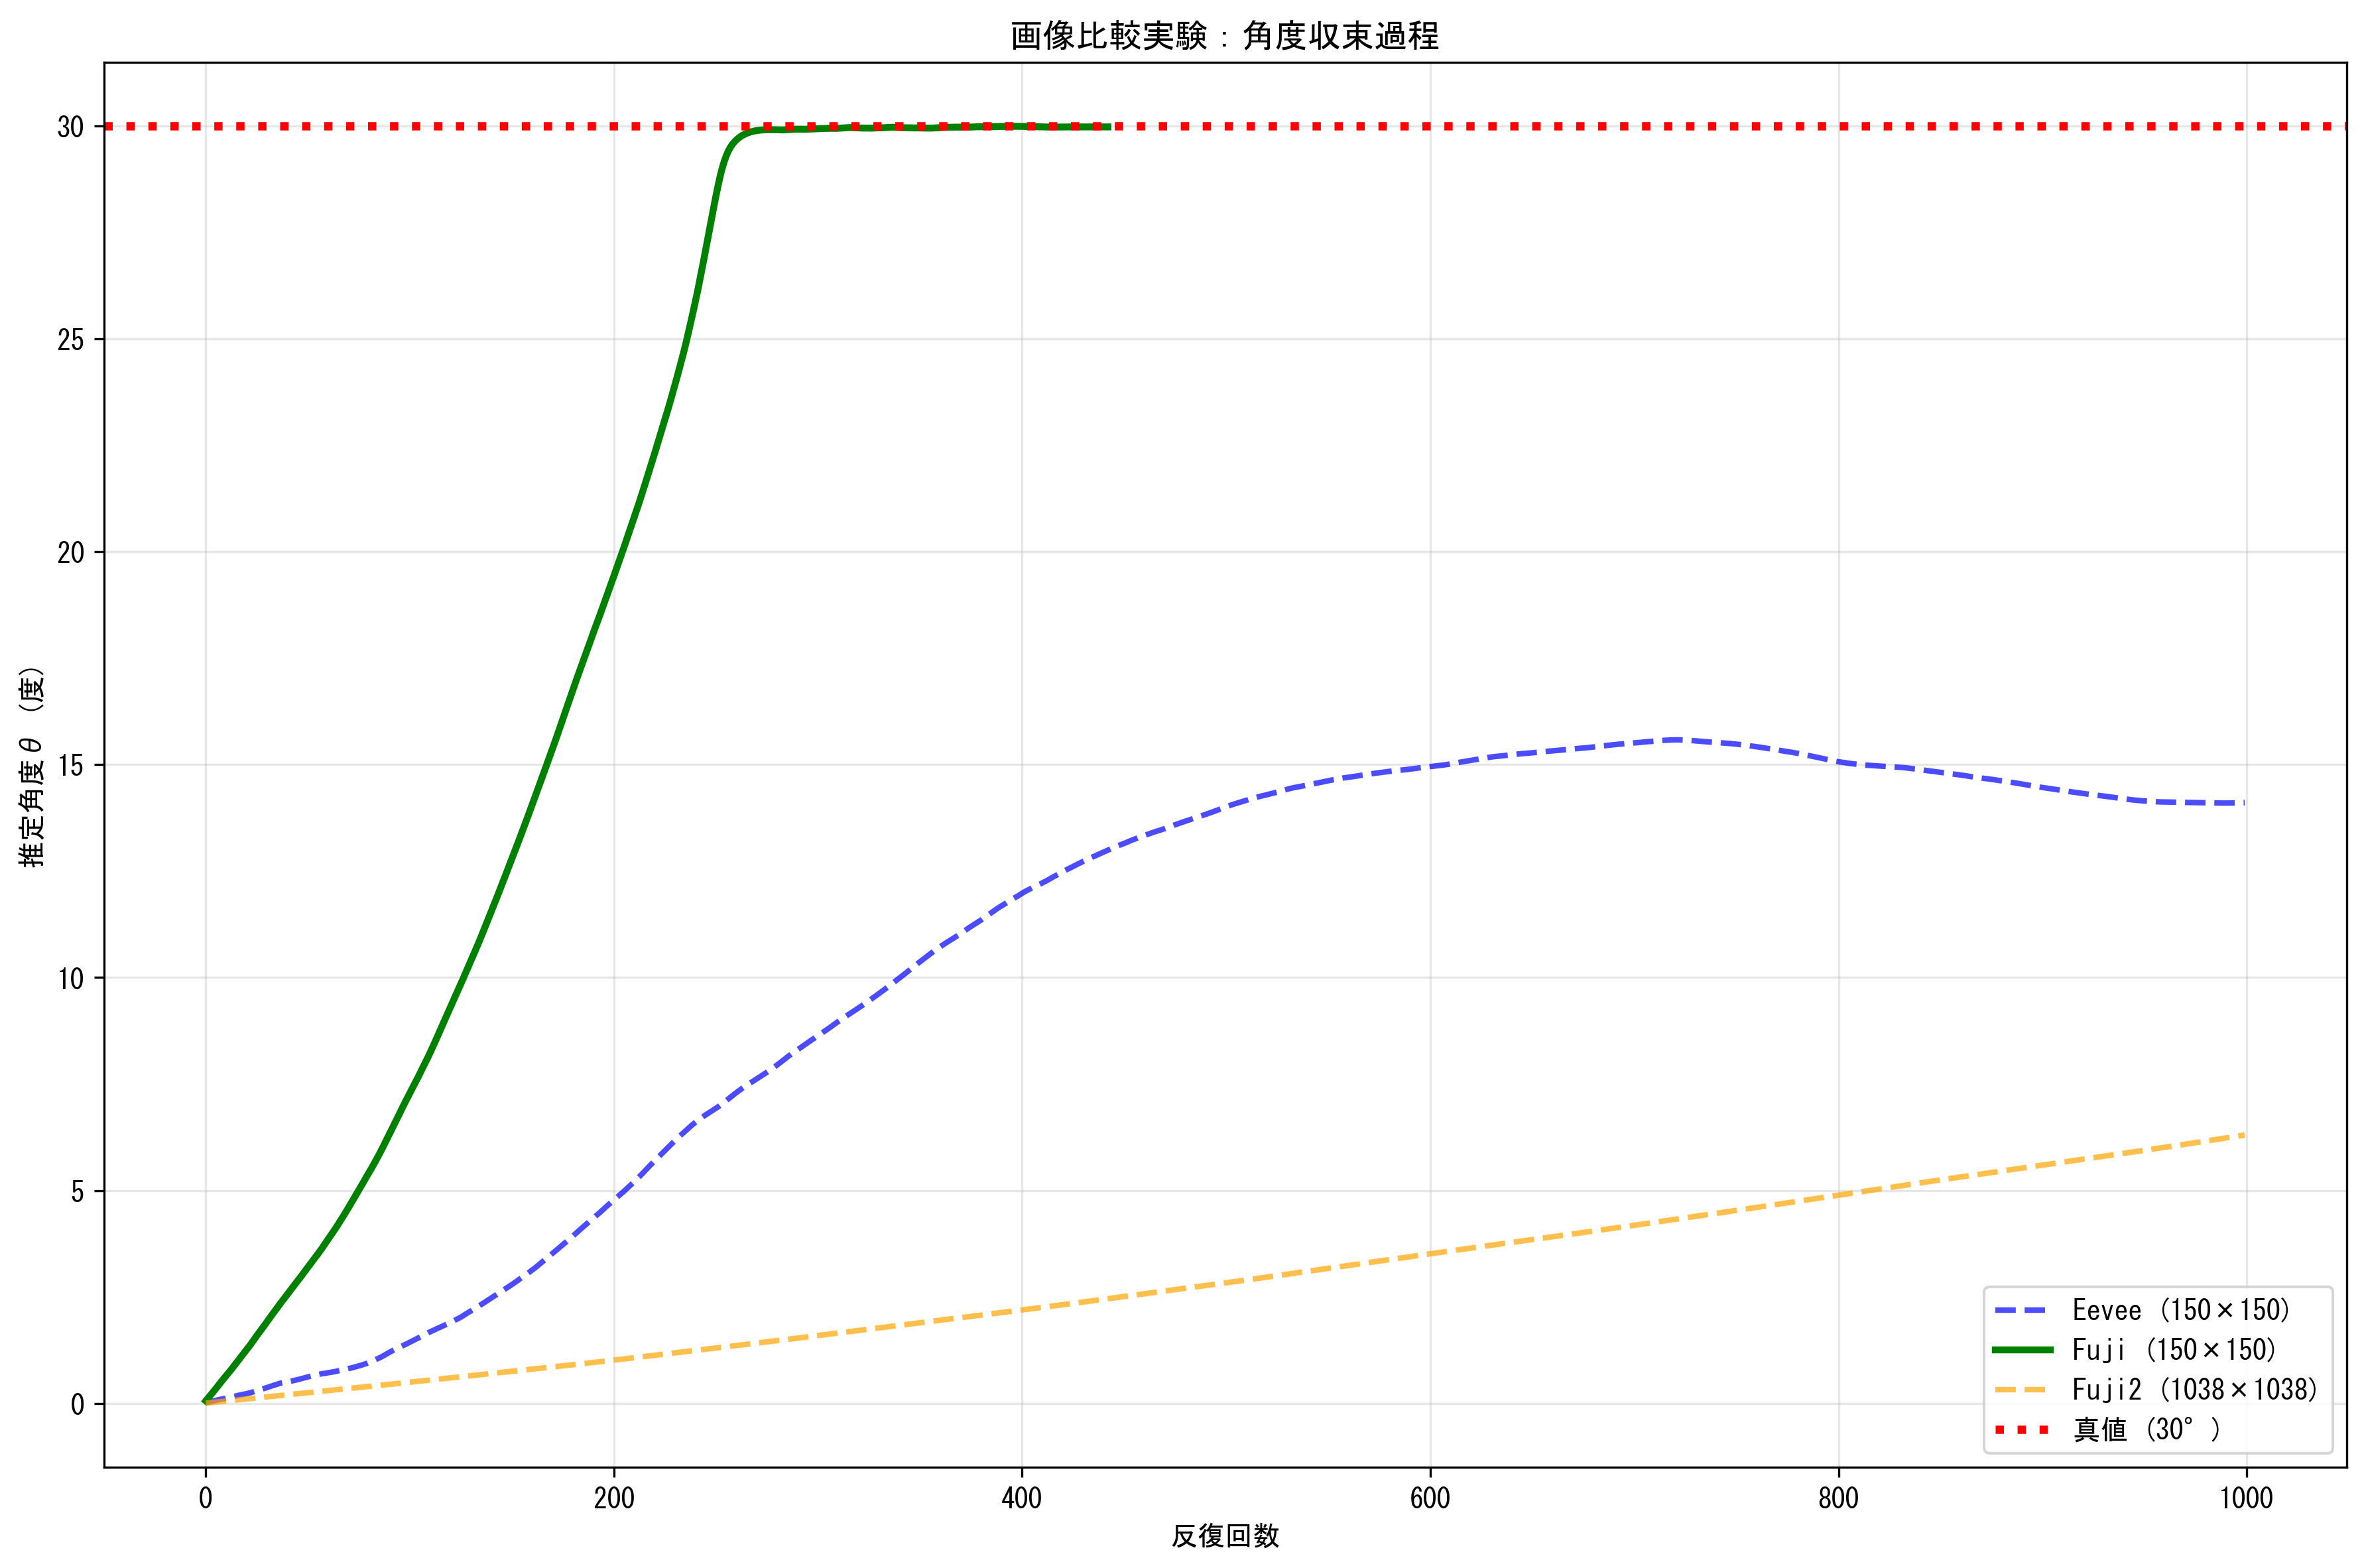 画像比較実験：角度収束過程
推定角度 θ (度)
30
25
20
15
10
5
0
0 200 400 600 800 1000
反復回数
Eevee (150×150)
Fuji (150×150)
Fuji2 (1038×1038)
真値 (30°)